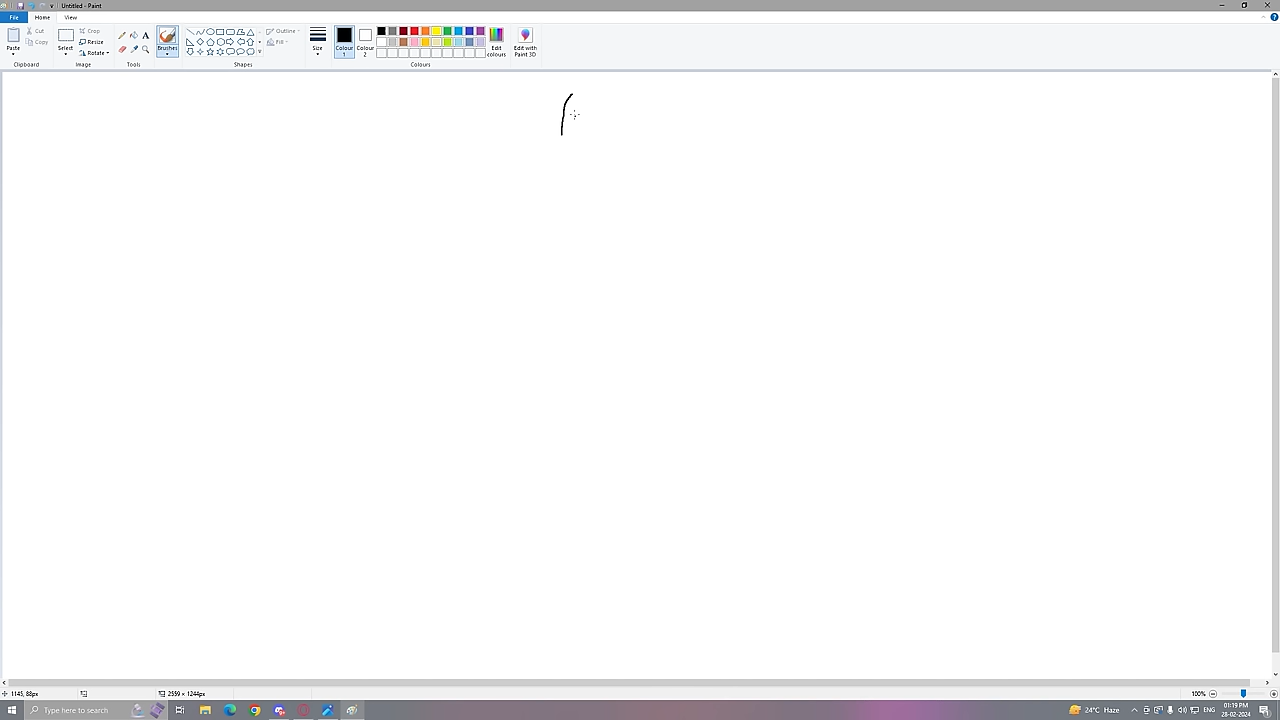 Untitled - Paint
File Home View
Paste
Cut
Copy
Clipboard
Select
Crop
Resize
Rotate
Image
Tools
Brushes
Shapes
Outline
Fill
Size
Colour 1
Colour 2
Edit colours
Edit with Paint 3D
Colours
1143, 88px
2559 × 1244px
100%
Type here to search
24°C Haze
ENG
01:19 PM
28-02-2024